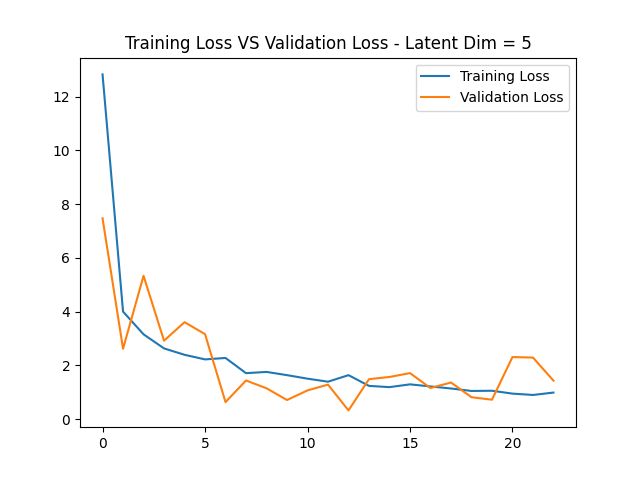 Training Loss VS Validation Loss - Latent Dim = 5
Training Loss
Validation Loss
12
10
8
6
4
2
0
0 5 10 15 20